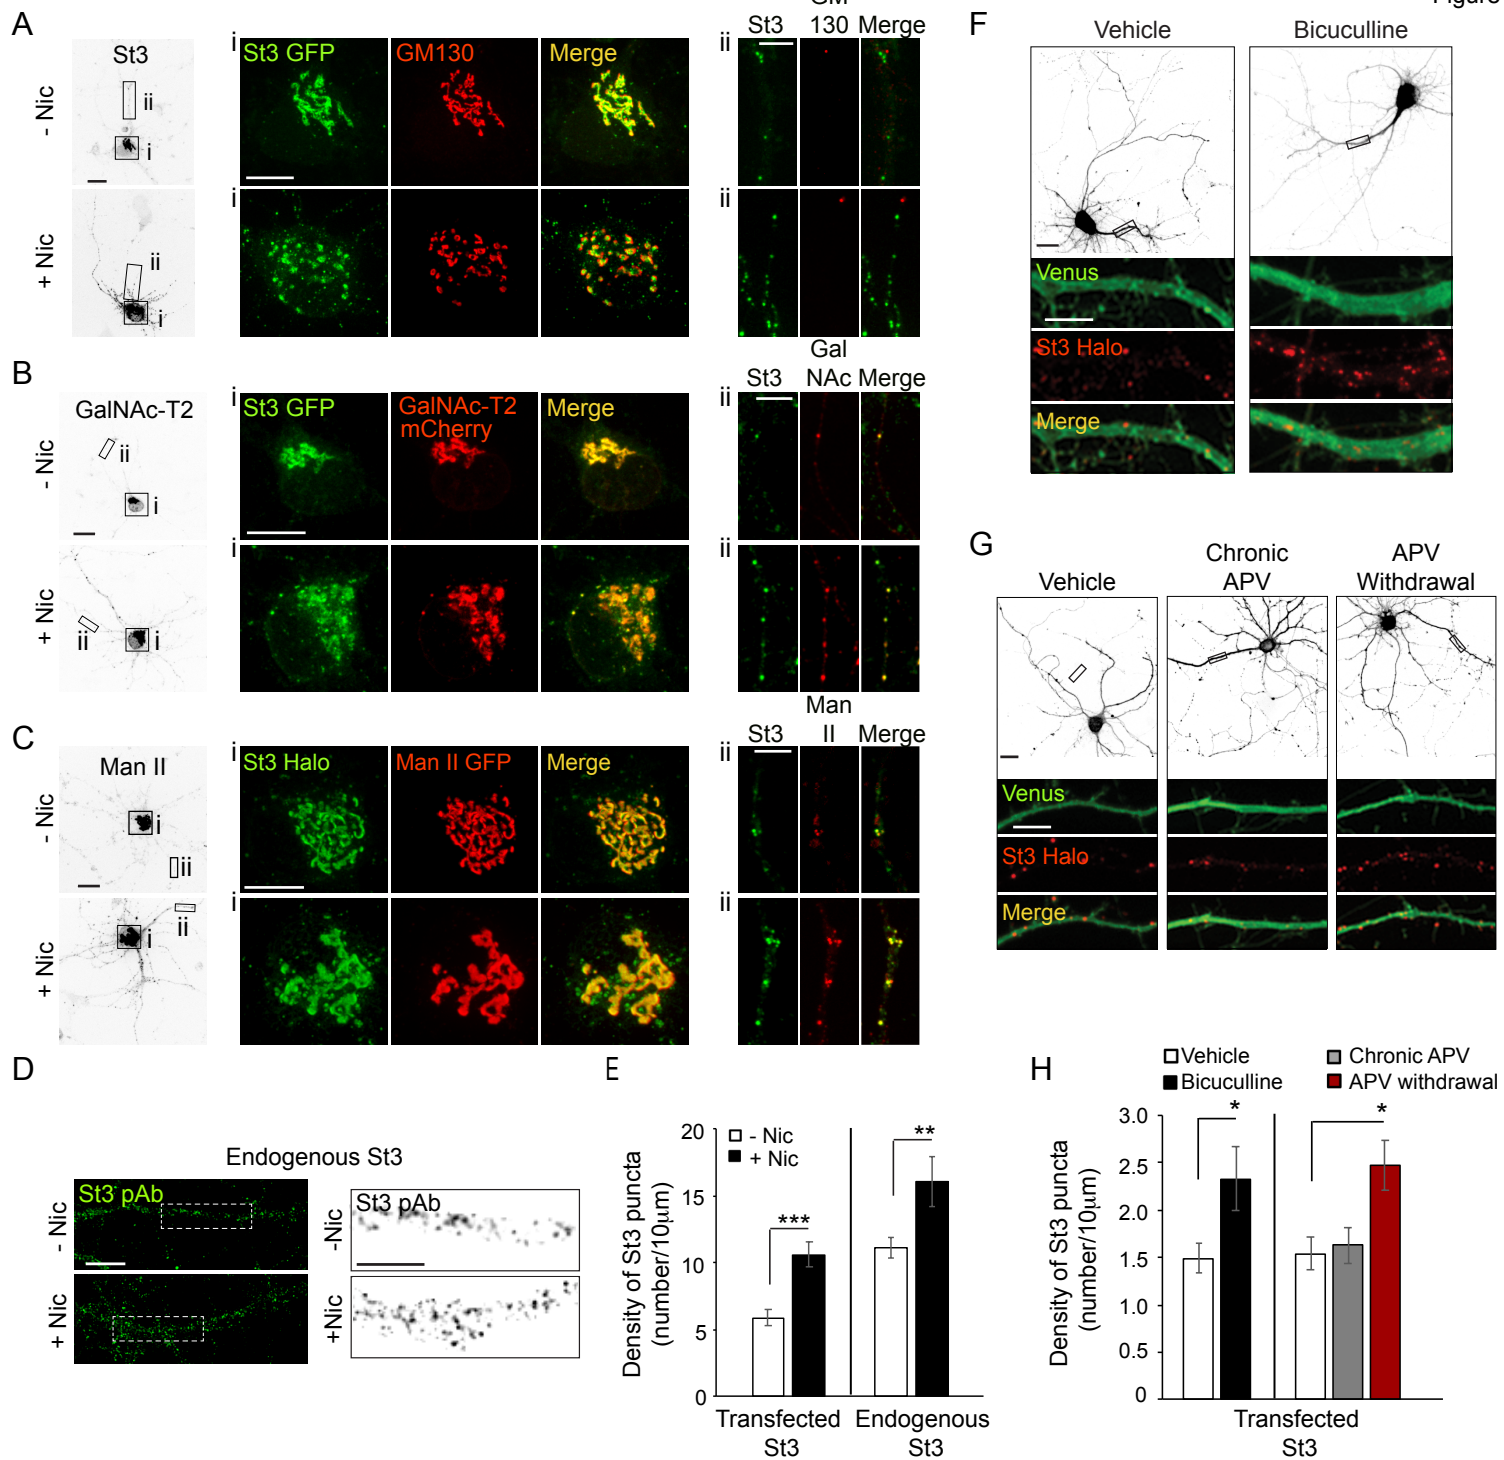 Figure
A
St3
- Nic
ii
i
+ Nic
ii
i
i
St3 GFP
GM130
Merge
i
GM
St3 130 Merge
ii
ii
B
GalNAc-T2
- Nic
ii
i
+ Nic
ii
i
i
St3 GFP
GalNAc-T2
mCherry
Merge
i
Gal
St3 NAc Merge
ii
ii
C
Man II
- Nic
i
ii
+ Nic
ii
i
i
St3 Halo
Man II GFP
Merge
i
Man
St3 II Merge
ii
ii
D
Endogenous St3
St3 pAb
- Nic
+ Nic
St3 pAb
-Nic
+Nic
E
- Nic
+ Nic
Density of St3 puncta
(number/10µm)
20
15
10
5
0
***
**
Transfected
St3
Endogenous
St3
F
Vehicle
Bicuculline
Venus
St3 Halo
Merge
G
Vehicle
Chronic
APV
APV
Withdrawal
Venus
St3 Halo
Merge
H
Vehicle
Bicuculline
Chronic APV
APV withdrawal
Density of St3 puncta
(number/10µm)
3.0
2.5
2.0
1.5
1.0
0.5
0
*
*
Transfected
St3